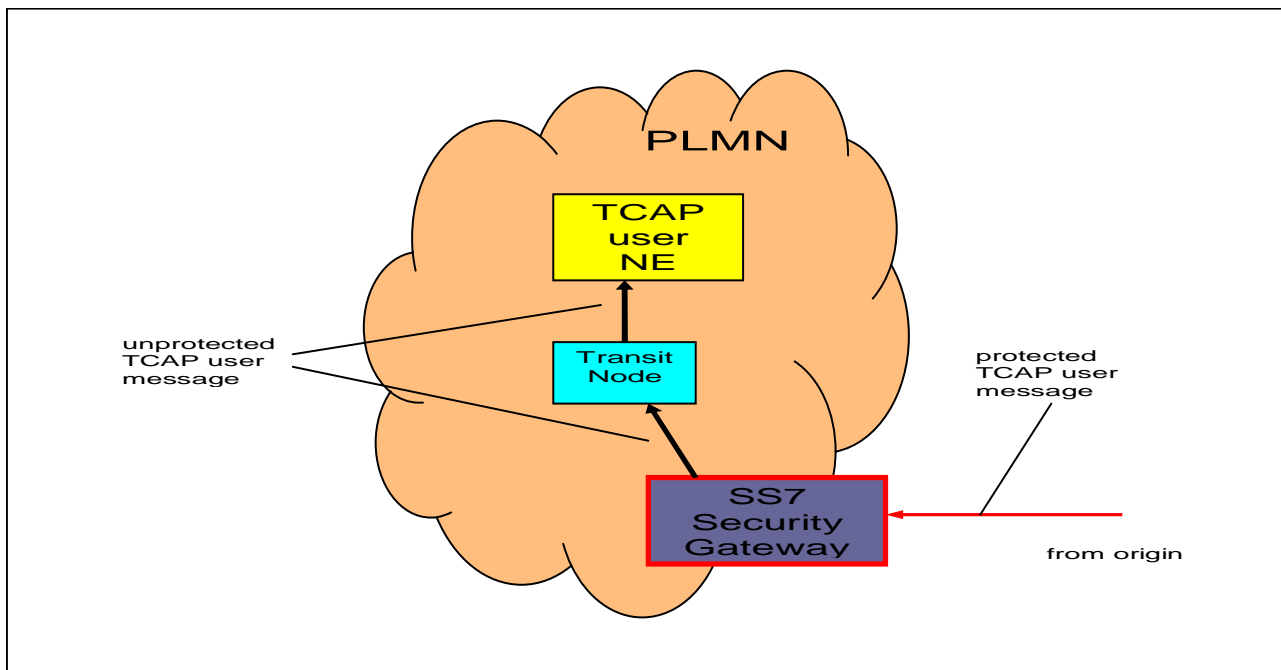 PLMN
TCAP
user
NE
unprotected
TCAP user
message
Transit
Node
protected
TCAP user
message
SS7
Security
Gateway
from origin